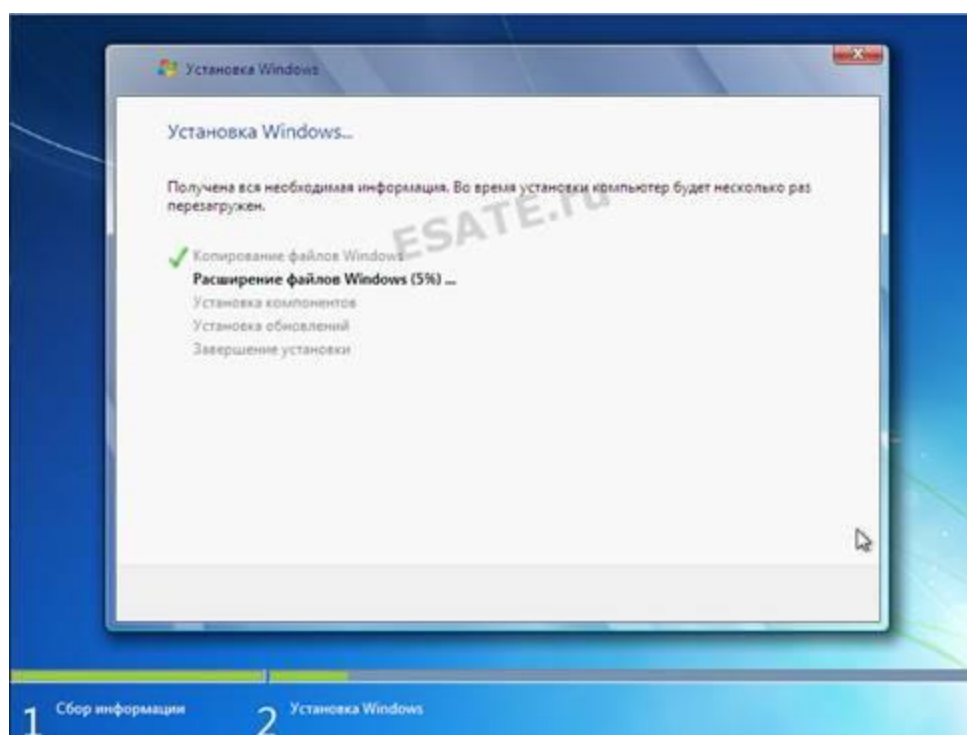 Установка Windows
Установка Windows...
Получена вся необходимая информация. Во время установки компьютер будет несколько раз
перезагружен.
ESATE.ru
Копирование файлов Windows
Расширение файлов Windows (5%) ...
Установка компонентов
Установка обновлений
Завершение установки
1 Сбор информации
2 Установка Windows